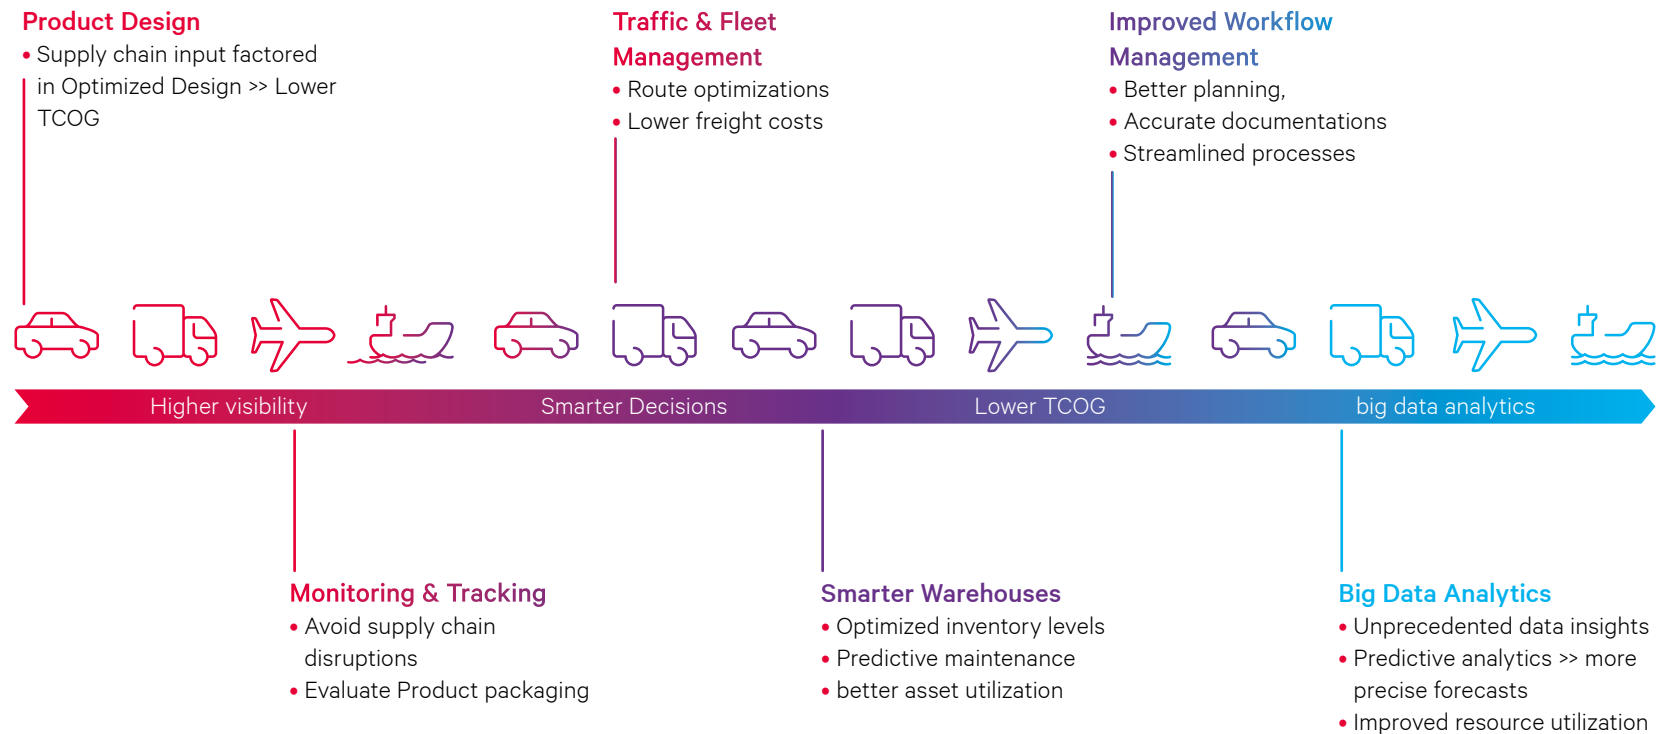 Product Design
• Supply chain input factored
in Optimized Design >> Lower
TCOG
Traffic & Fleet
Management
• Route optimizations
• Lower freight costs
Improved Workflow
Management
• Better planning,
• Accurate documentations
• Streamlined processes
Higher visibility
Smarter Decisions
Lower TCOG
big data analytics
Monitoring & Tracking
• Avoid supply chain
disruptions
• Evaluate Product packaging
Smarter Warehouses
• Optimized inventory levels
• Predictive maintenance
• better asset utilization
Big Data Analytics
• Unprecedented data insights
• Predictive analytics >> more
precise forecasts
• Improved resource utilization